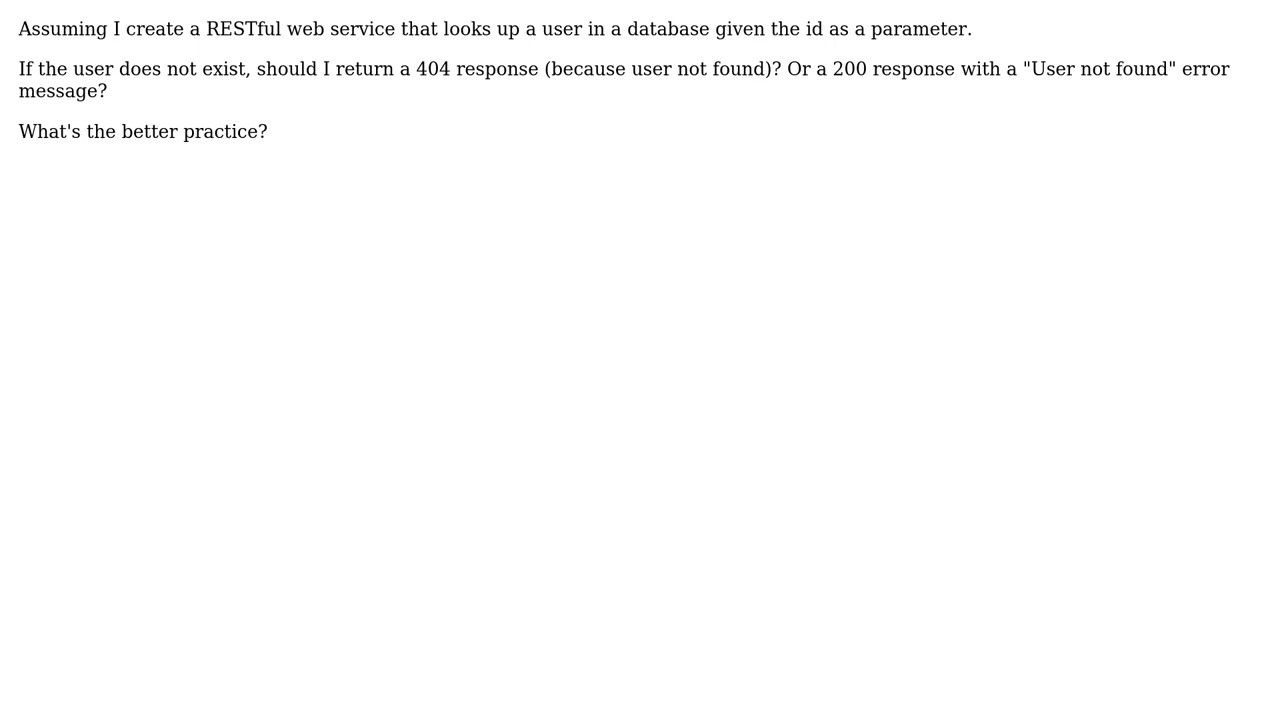 Assuming I create a RESTful web service that looks up a user in a database given the id as a parameter.
If the user does not exist, should I return a 404 response (because user not found)? Or a 200 response with a "User not found" error
message?
What's the better practice?